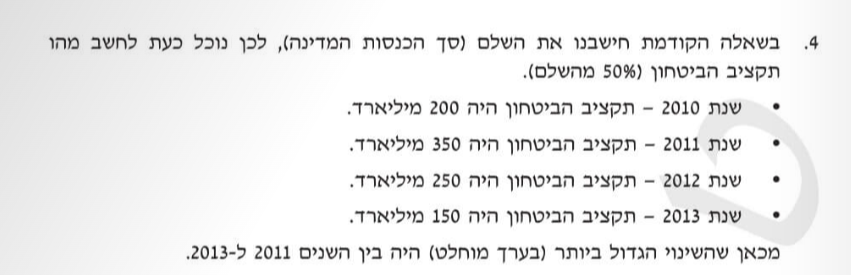 4. בשאלה הקודמת חישבנו את השלם (סך הכנסות המדינה), לכן נוכל כעת לחשב מהו
תקציב הביטחון (50% מהשלם).
• שנת 2010 – תקציב הביטחון היה 200 מיליארד.
• שנת 2011 – תקציב הביטחון היה 350 מיליארד.
• שנת 2012 – תקציב הביטחון היה 250 מיליארד.
• שנת 2013 – תקציב הביטחון היה 150 מיליארד.
מכאן שהשינוי הגדול ביותר (בערך מוחלט) היה בין השנים 2011 ל-2013.